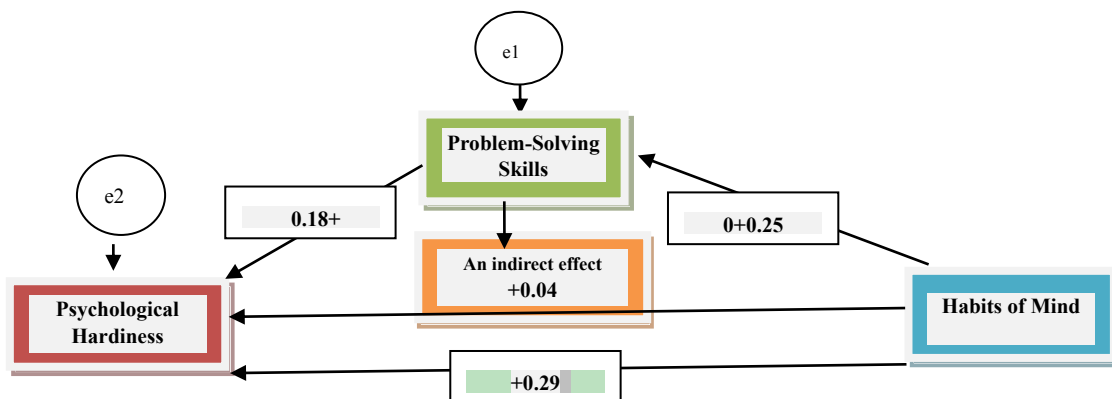 e1
Problem-Solving
Skills
e2
0.18+
0+0.25
An indirect effect
+0.04
Psychological
Hardiness
Habits of Mind
+0.29